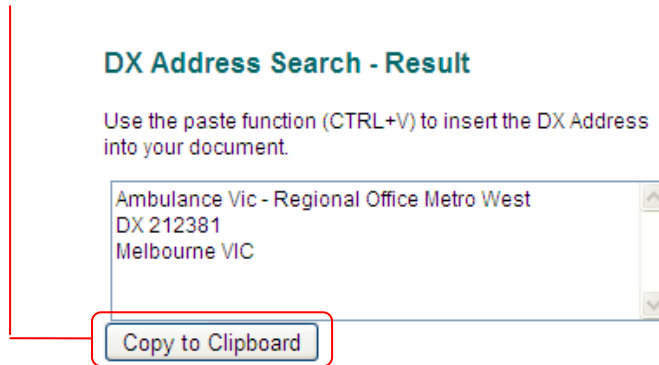 DX Address Search - Result
Use the paste function (CTRL+V) to insert the DX Address
into your document.
Ambulance Vic - Regional Office Metro West
DX 212381
Melbourne VIC
Copy to Clipboard